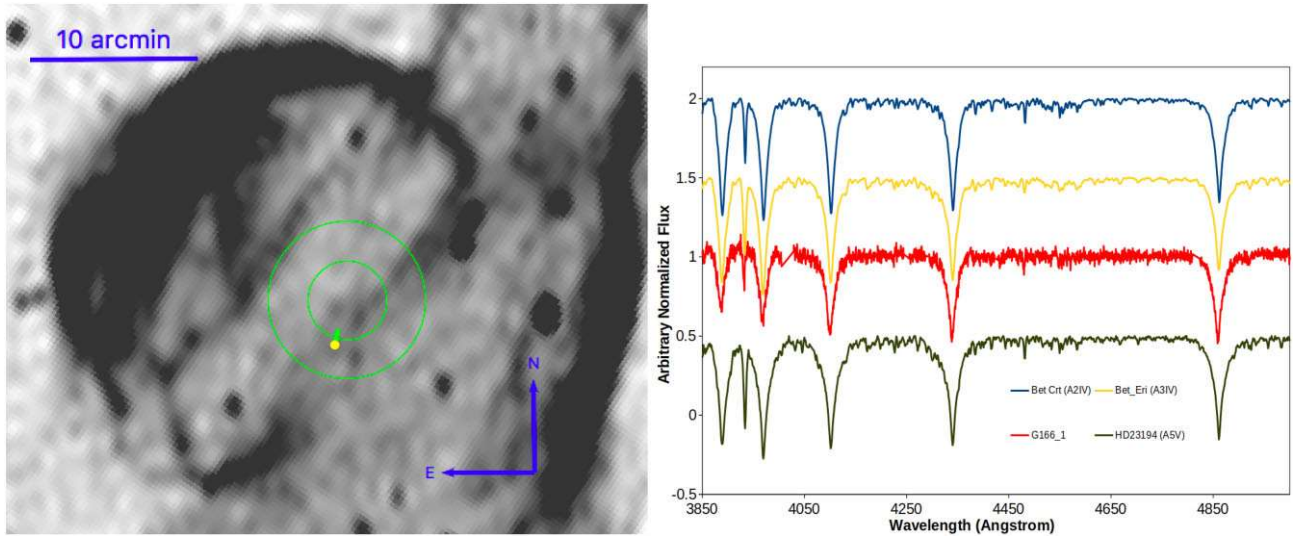 10 arcmin
N
E
2
1.5
1
0.5
0
-0.5
3850
4050
4250
4450
4650
4850
Arbitrary Normalized Flux
Wavelength (Angstrom)
Bet Crt (A2IV)
Bet_Eri (A3IV)
G166_1
HD23194 (A5V)